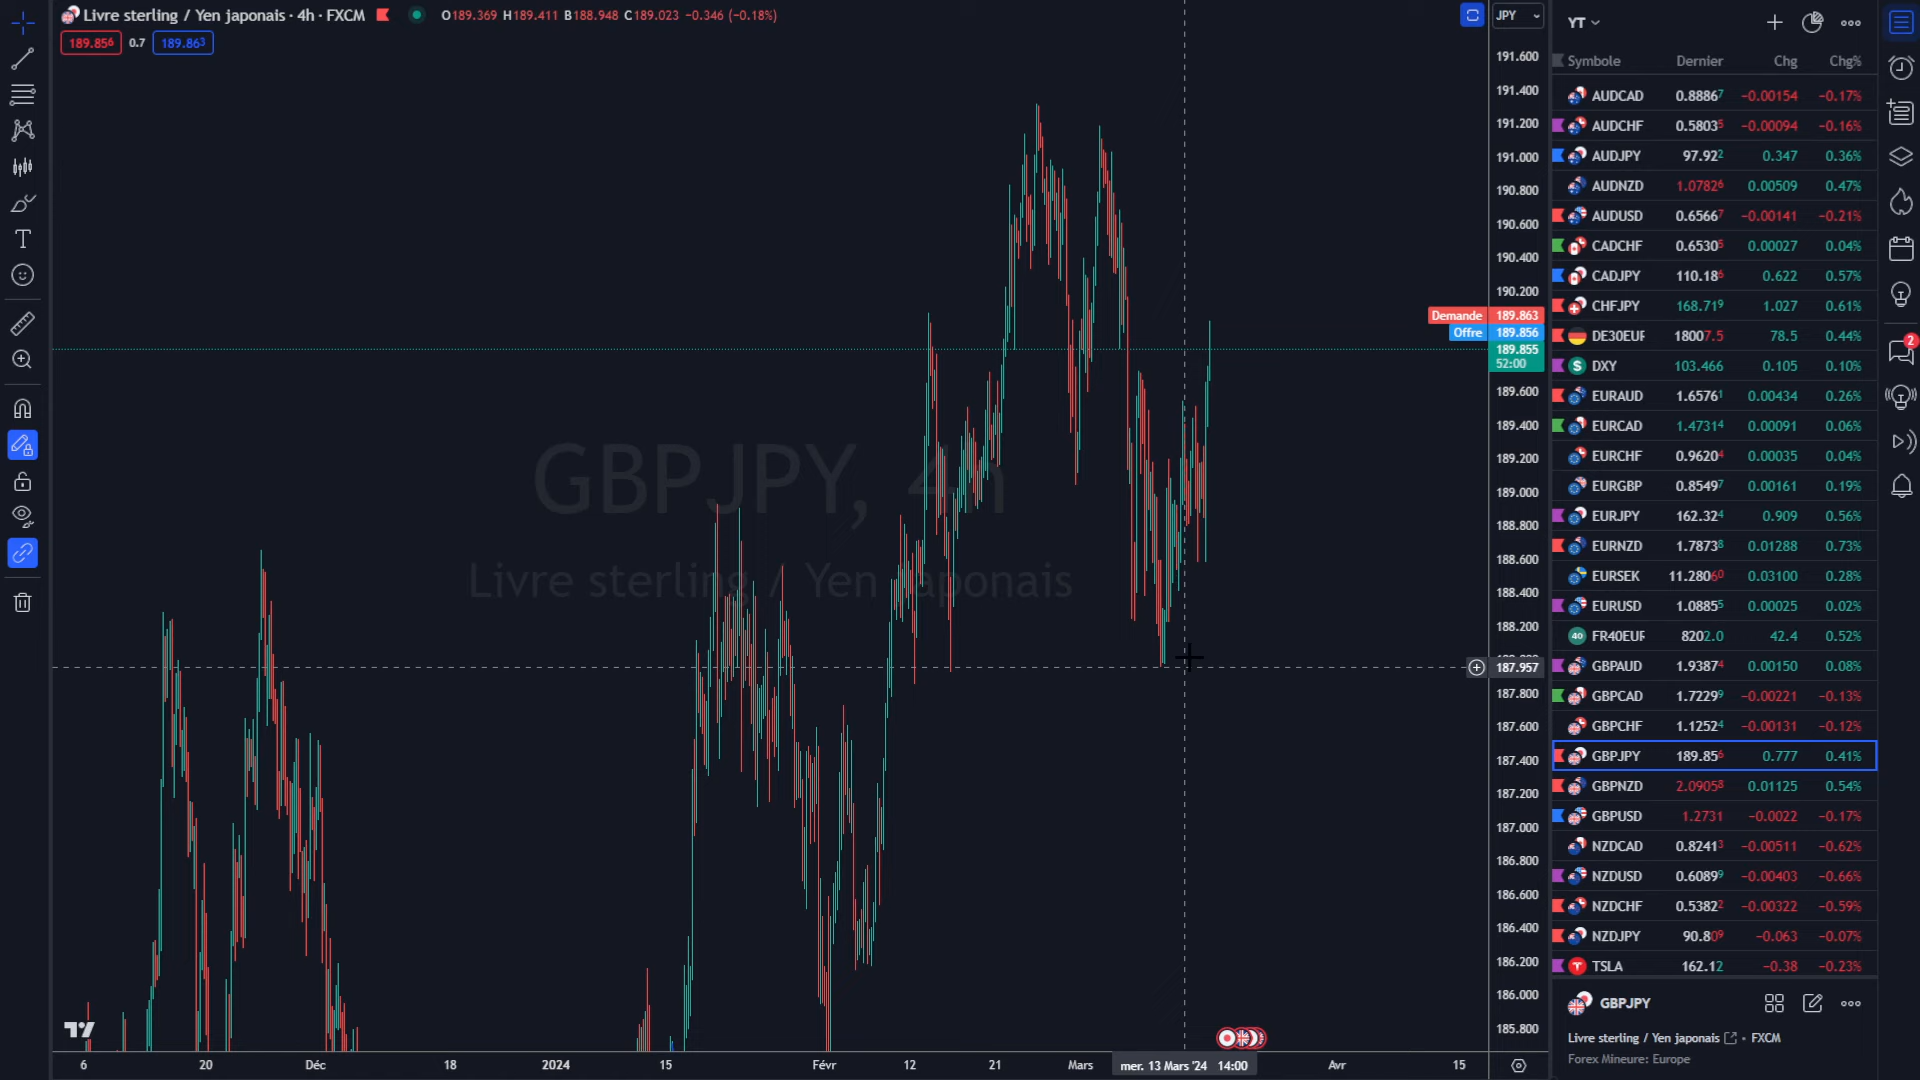 Livre sterling / Yen japonais · 4h · FXCM O189.369 H189.411 B188.948 C189.023 −0.346 (−0.18%)
189.856 0.7 189.863
JPY
191.600
191.400
191.200
191.000
190.800
190.600
190.400
190.200
Demande 189.863
Offre 189.856
189.855
52:00
189.600
189.400
189.200
189.000
188.800
188.600
188.400
188.200
187.957
187.800
187.600
187.400
187.200
187.000
186.800
186.600
186.400
186.200
186.000
185.800
GBPJPY, 4h
Livre sterling / Yen japonais
6 20 Déc 18 2024 15 Févr 12 21 Mars mer. 13 Mars '24 14:00 Avr 15
YT
Symbole Dernier Chg Chg%
AUDCAD 0.88867 −0.00154 −0.17%
AUDCHF 0.58035 −0.00094 −0.16%
AUDJPY 97.922 0.347 0.36%
AUDNZD 1.07826 0.00509 0.47%
AUDUSD 0.65667 −0.00141 −0.21%
CADCHF 0.65305 0.00027 0.04%
CADJPY 110.186 0.622 0.57%
CHFJPY 168.719 1.027 0.61%
DE30EUR 18007.5 78.5 0.44%
DXY 103.466 0.105 0.10%
EURAUD 1.65761 0.00434 0.26%
EURCAD 1.47314 0.00091 0.06%
EURCHF 0.96204 0.00035 0.04%
EURGBP 0.85497 0.00161 0.19%
EURJPY 162.324 0.909 0.56%
EURNZD 1.78738 0.01288 0.73%
EURSEK 11.28060 0.03100 0.28%
EURUSD 1.08855 0.00025 0.02%
40 FR40EUR 8202.0 42.4 0.52%
GBPAUD 1.93874 0.00150 0.08%
GBPCAD 1.72299 −0.00221 −0.13%
GBPCHF 1.12524 −0.00131 −0.12%
GBPJPY 189.856 0.777 0.41%
GBPNZD 2.09058 0.01125 0.54%
GBPUSD 1.2731 −0.0022 −0.17%
NZDCAD 0.82413 −0.00511 −0.62%
NZDUSD 0.60899 −0.00403 −0.66%
NZDCHF 0.53822 −0.00322 −0.59%
NZDJPY 90.809 −0.063 −0.07%
TSLA 162.12 −0.38 −0.23%
GBPJPY
Livre sterling / Yen japonais · FXCM
Forex Mineure: Europe
2